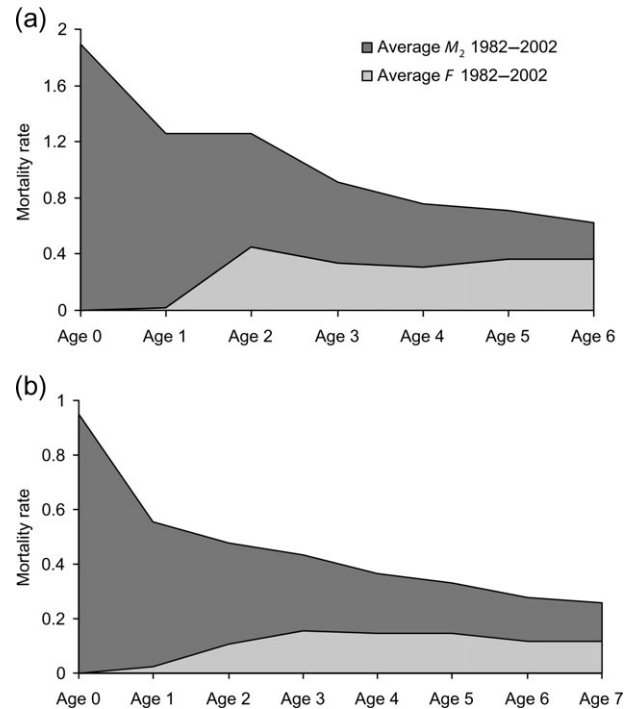 (a)
2
1.6
1.2
0.8
0.4
0
Mortality rate
Average M₂ 1982–2002
Average F 1982–2002
Age 0 Age 1 Age 2 Age 3 Age 4 Age 5 Age 6
(b)
1
0.8
0.6
0.4
0.2
0
Mortality rate
Age 0 Age 1 Age 2 Age 3 Age 4 Age 5 Age 6 Age 7